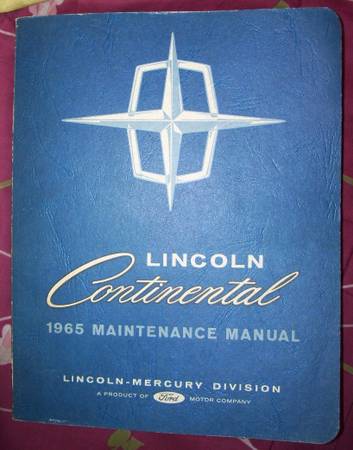 LINCOLN
Continental
1965 MAINTENANCE MANUAL
LINCOLN-MERCURY DIVISION
A PRODUCT OF Ford MOTOR COMPANY